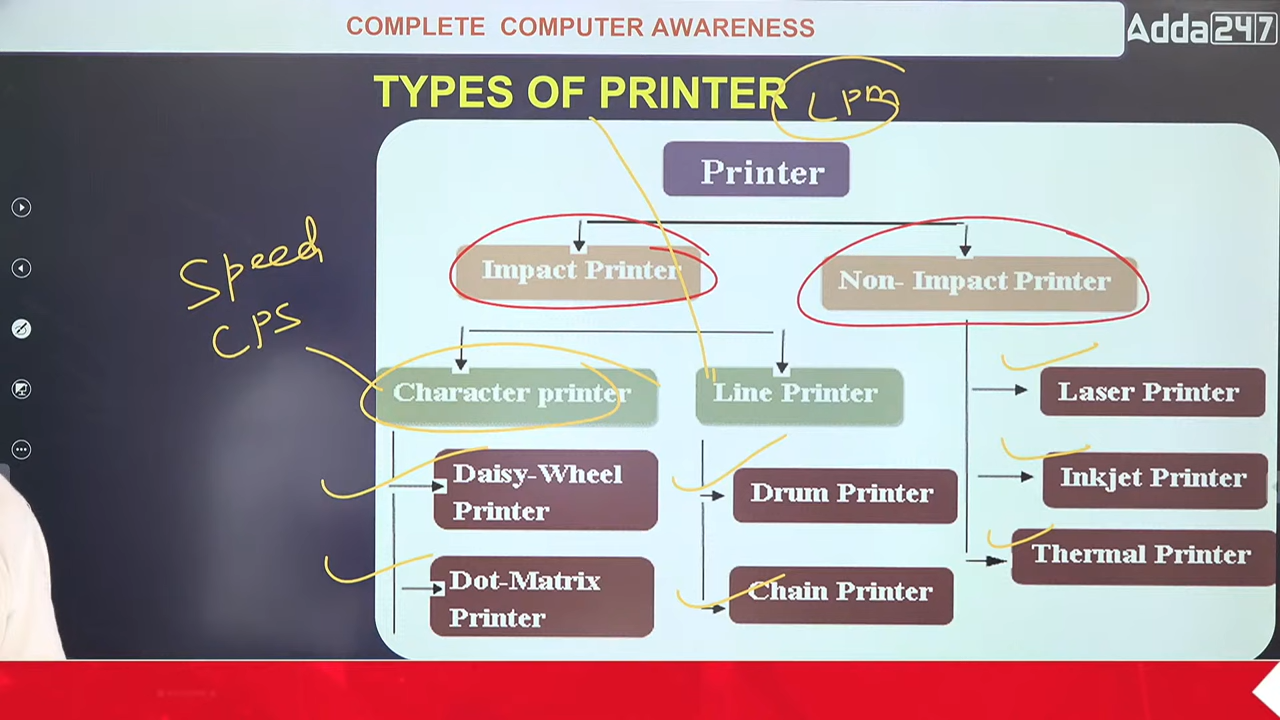 COMPLETE COMPUTER AWARENESS
Adda247
TYPES OF PRINTER
LPM
Printer
Speed
CPS
Impact Printer
Non- Impact Printer
Character printer
Line Printer
Laser Printer
Daisy-Wheel
Printer
Drum Printer
Inkjet Printer
Dot-Matrix
Printer
Chain Printer
Thermal Printer